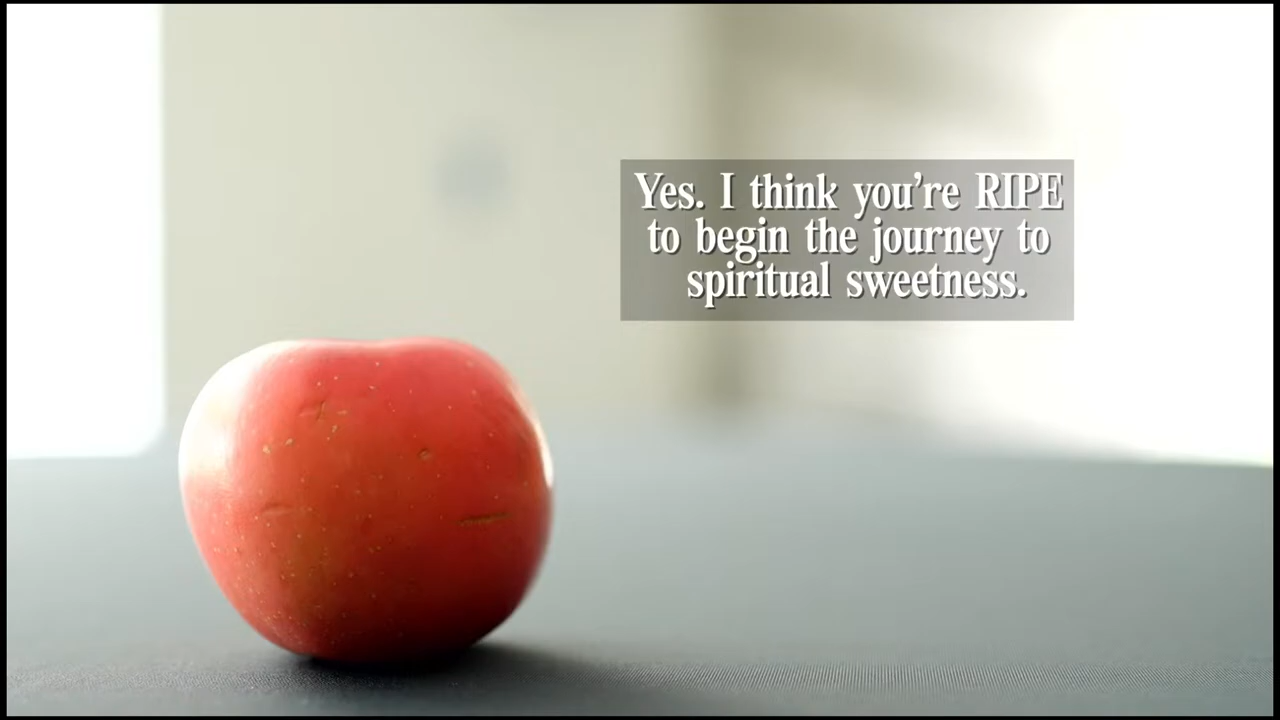 Yes. I think you’re RIPE
to begin the journey to
spiritual sweetness.